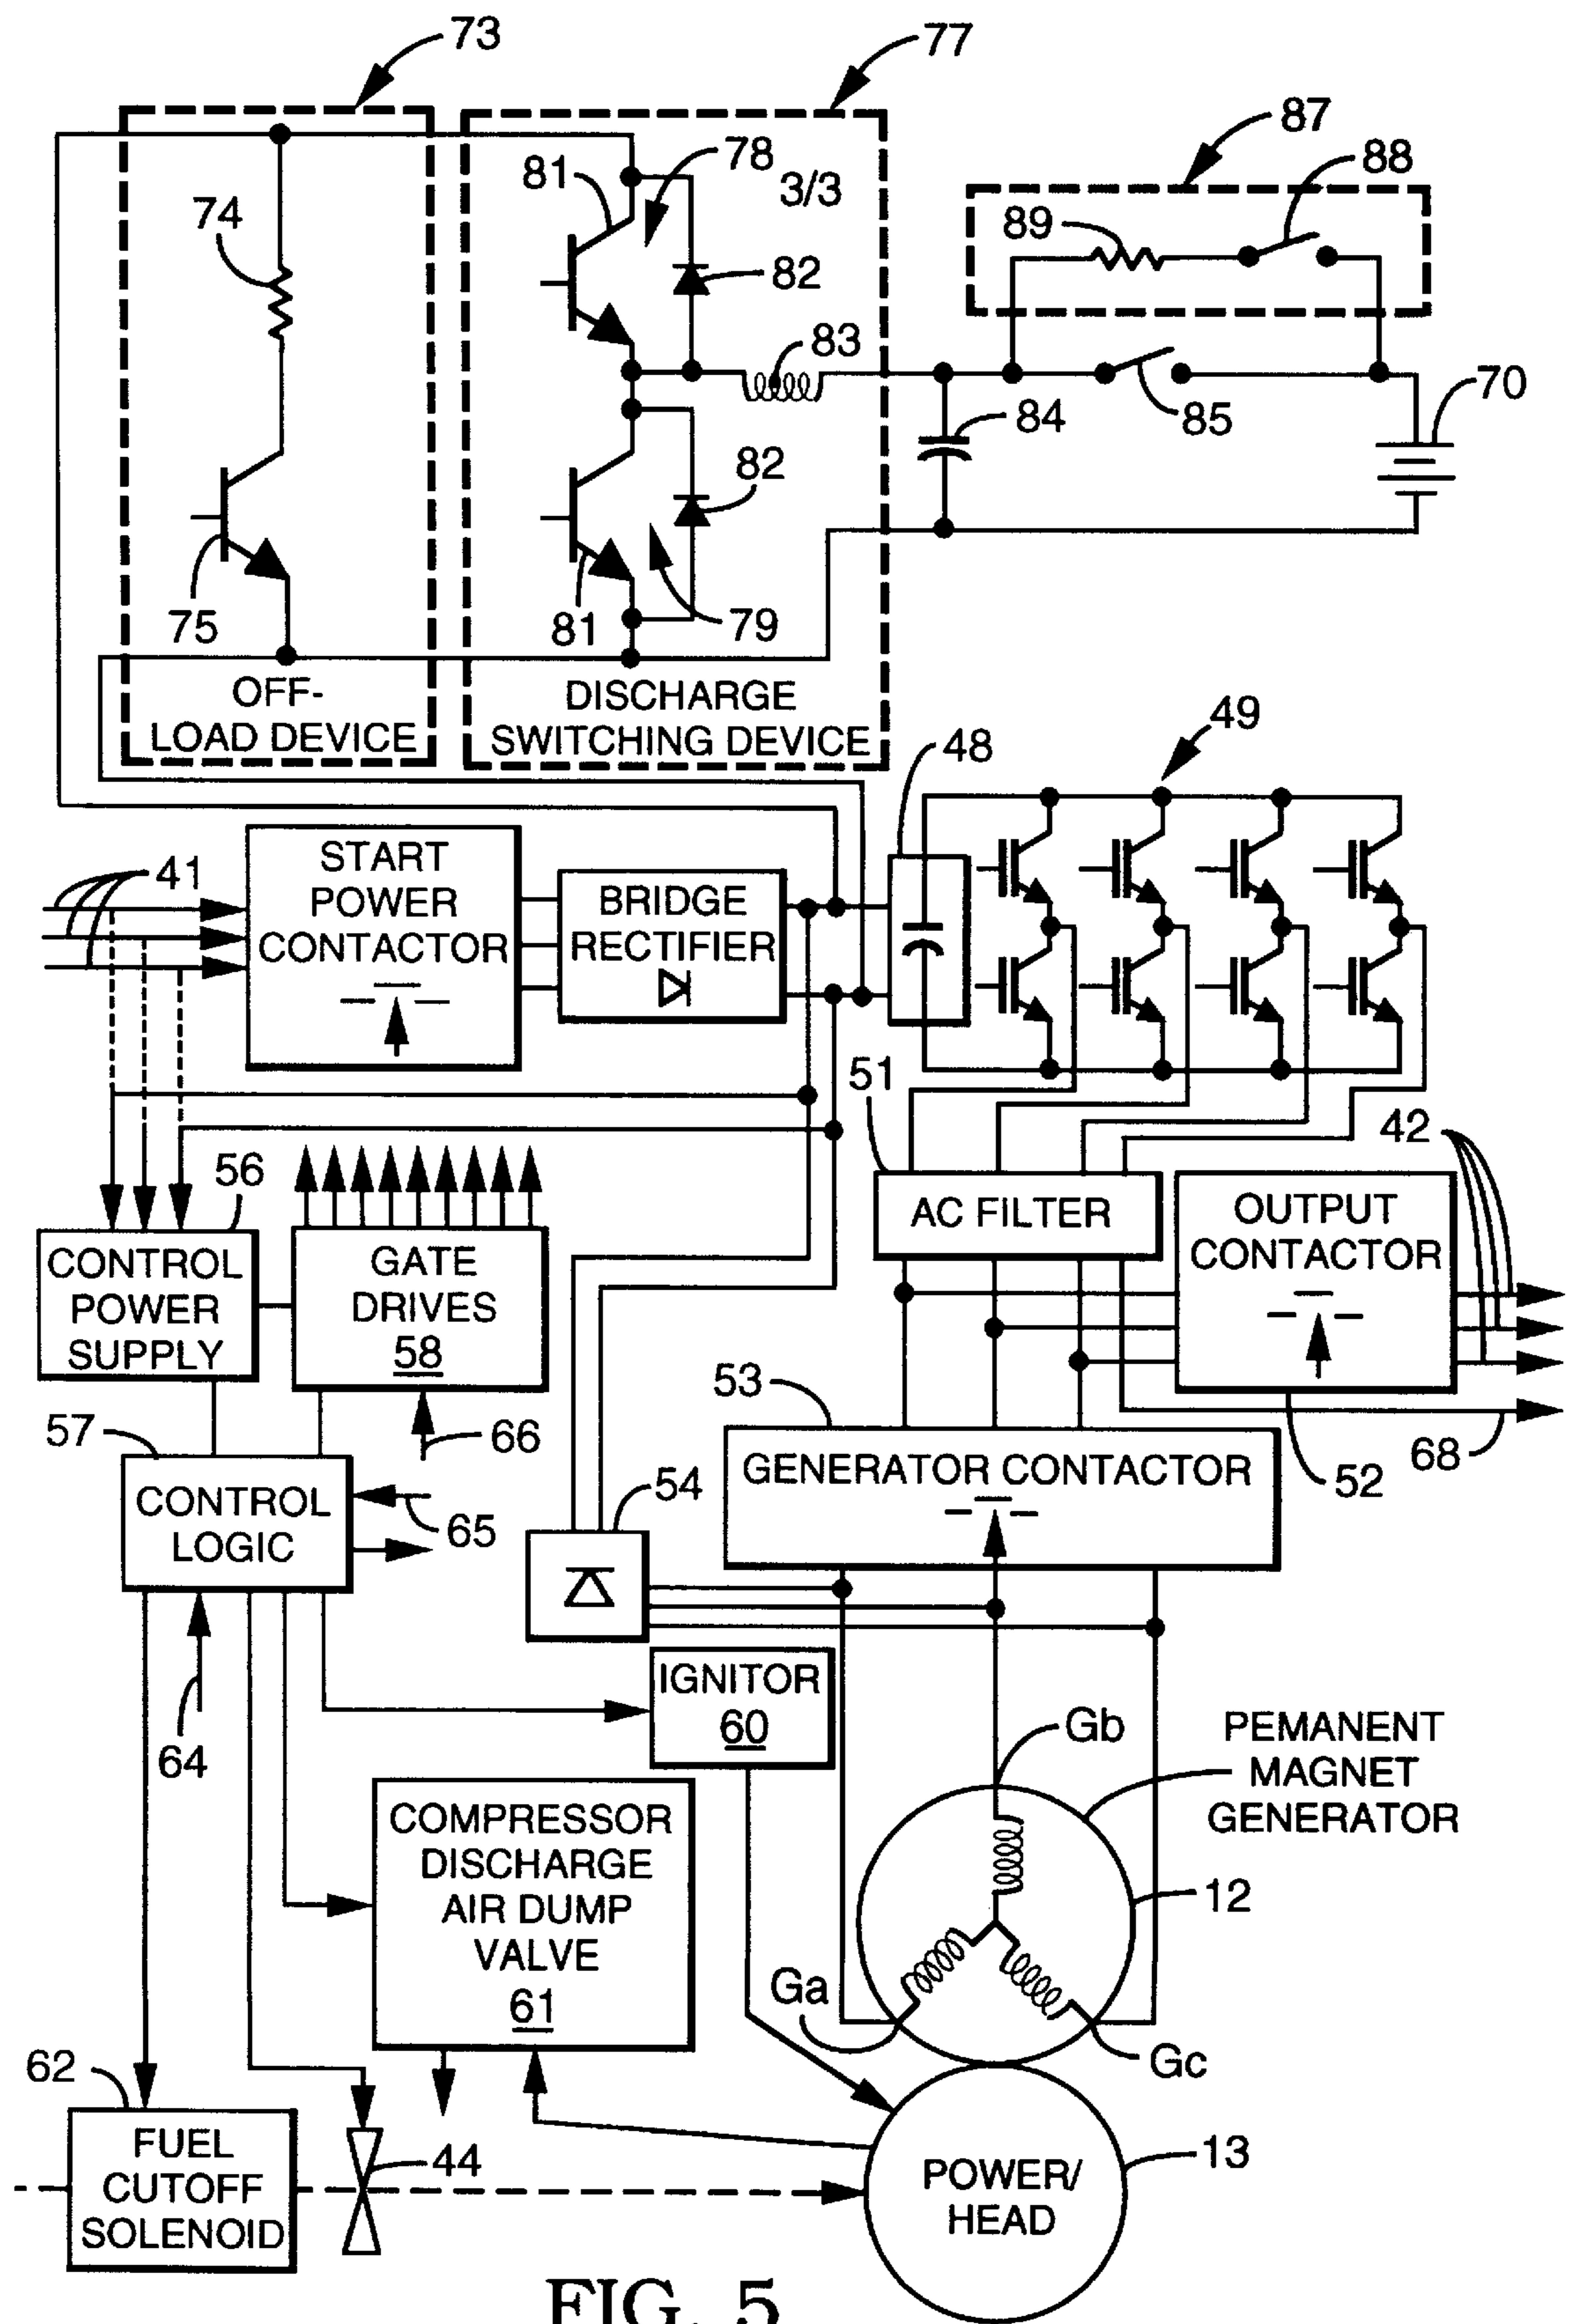 73
77
87
88
78
81
3/3
74
89
82
83
70
84
85
82
75
81
79
OFF-
LOAD DEVICE
DISCHARGE
SWITCHING DEVICE
49
48
41
START
POWER
CONTACTOR
BRIDGE
RECTIFIER
51
42
56
CONTROL
POWER
SUPPLY
GATE
DRIVES
58
AC FILTER
OUTPUT
CONTACTOR
53
57
66
68
GENERATOR CONTACTOR
54
52
CONTROL
LOGIC
65
IGNITOR
60
64
Gb
PEMANENT
MAGNET
GENERATOR
COMPRESSOR
DISCHARGE
AIR DUMP
VALVE
61
12
Ga
Gc
62
FUEL
CUTOFF
SOLENOID
44
13
POWER/
HEAD
FIG. 5